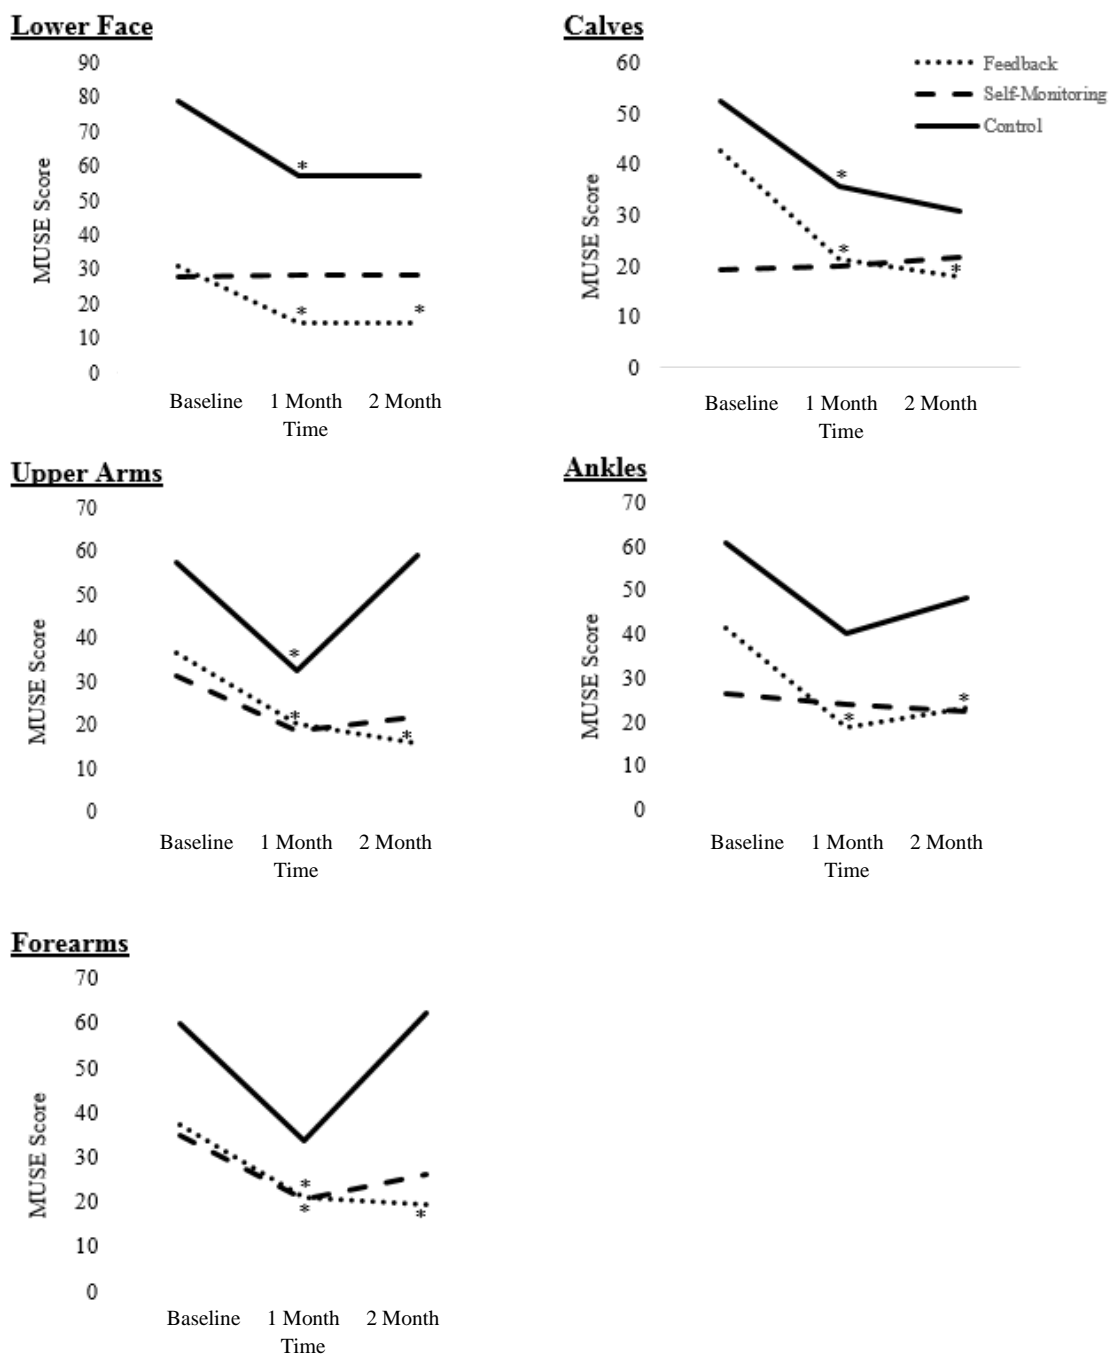 Lower Face
90
80
70
60
50
40
30
20
10
0
MUSE Score
*
*
*
Baseline 1 Month 2 Month
Time
Calves
60
50
40
30
20
10
0
MUSE Score
Feedback
Self-Monitoring
Control
*
*
*
Baseline 1 Month 2 Month
Time
Upper Arms
70
60
50
40
30
20
10
0
MUSE Score
*
*
*
Baseline 1 Month 2 Month
Time
Ankles
70
60
50
40
30
20
10
0
MUSE Score
*
*
Baseline 1 Month 2 Month
Time
Forearms
70
60
50
40
30
20
10
0
MUSE Score
*
*
*
Baseline 1 Month 2 Month
Time